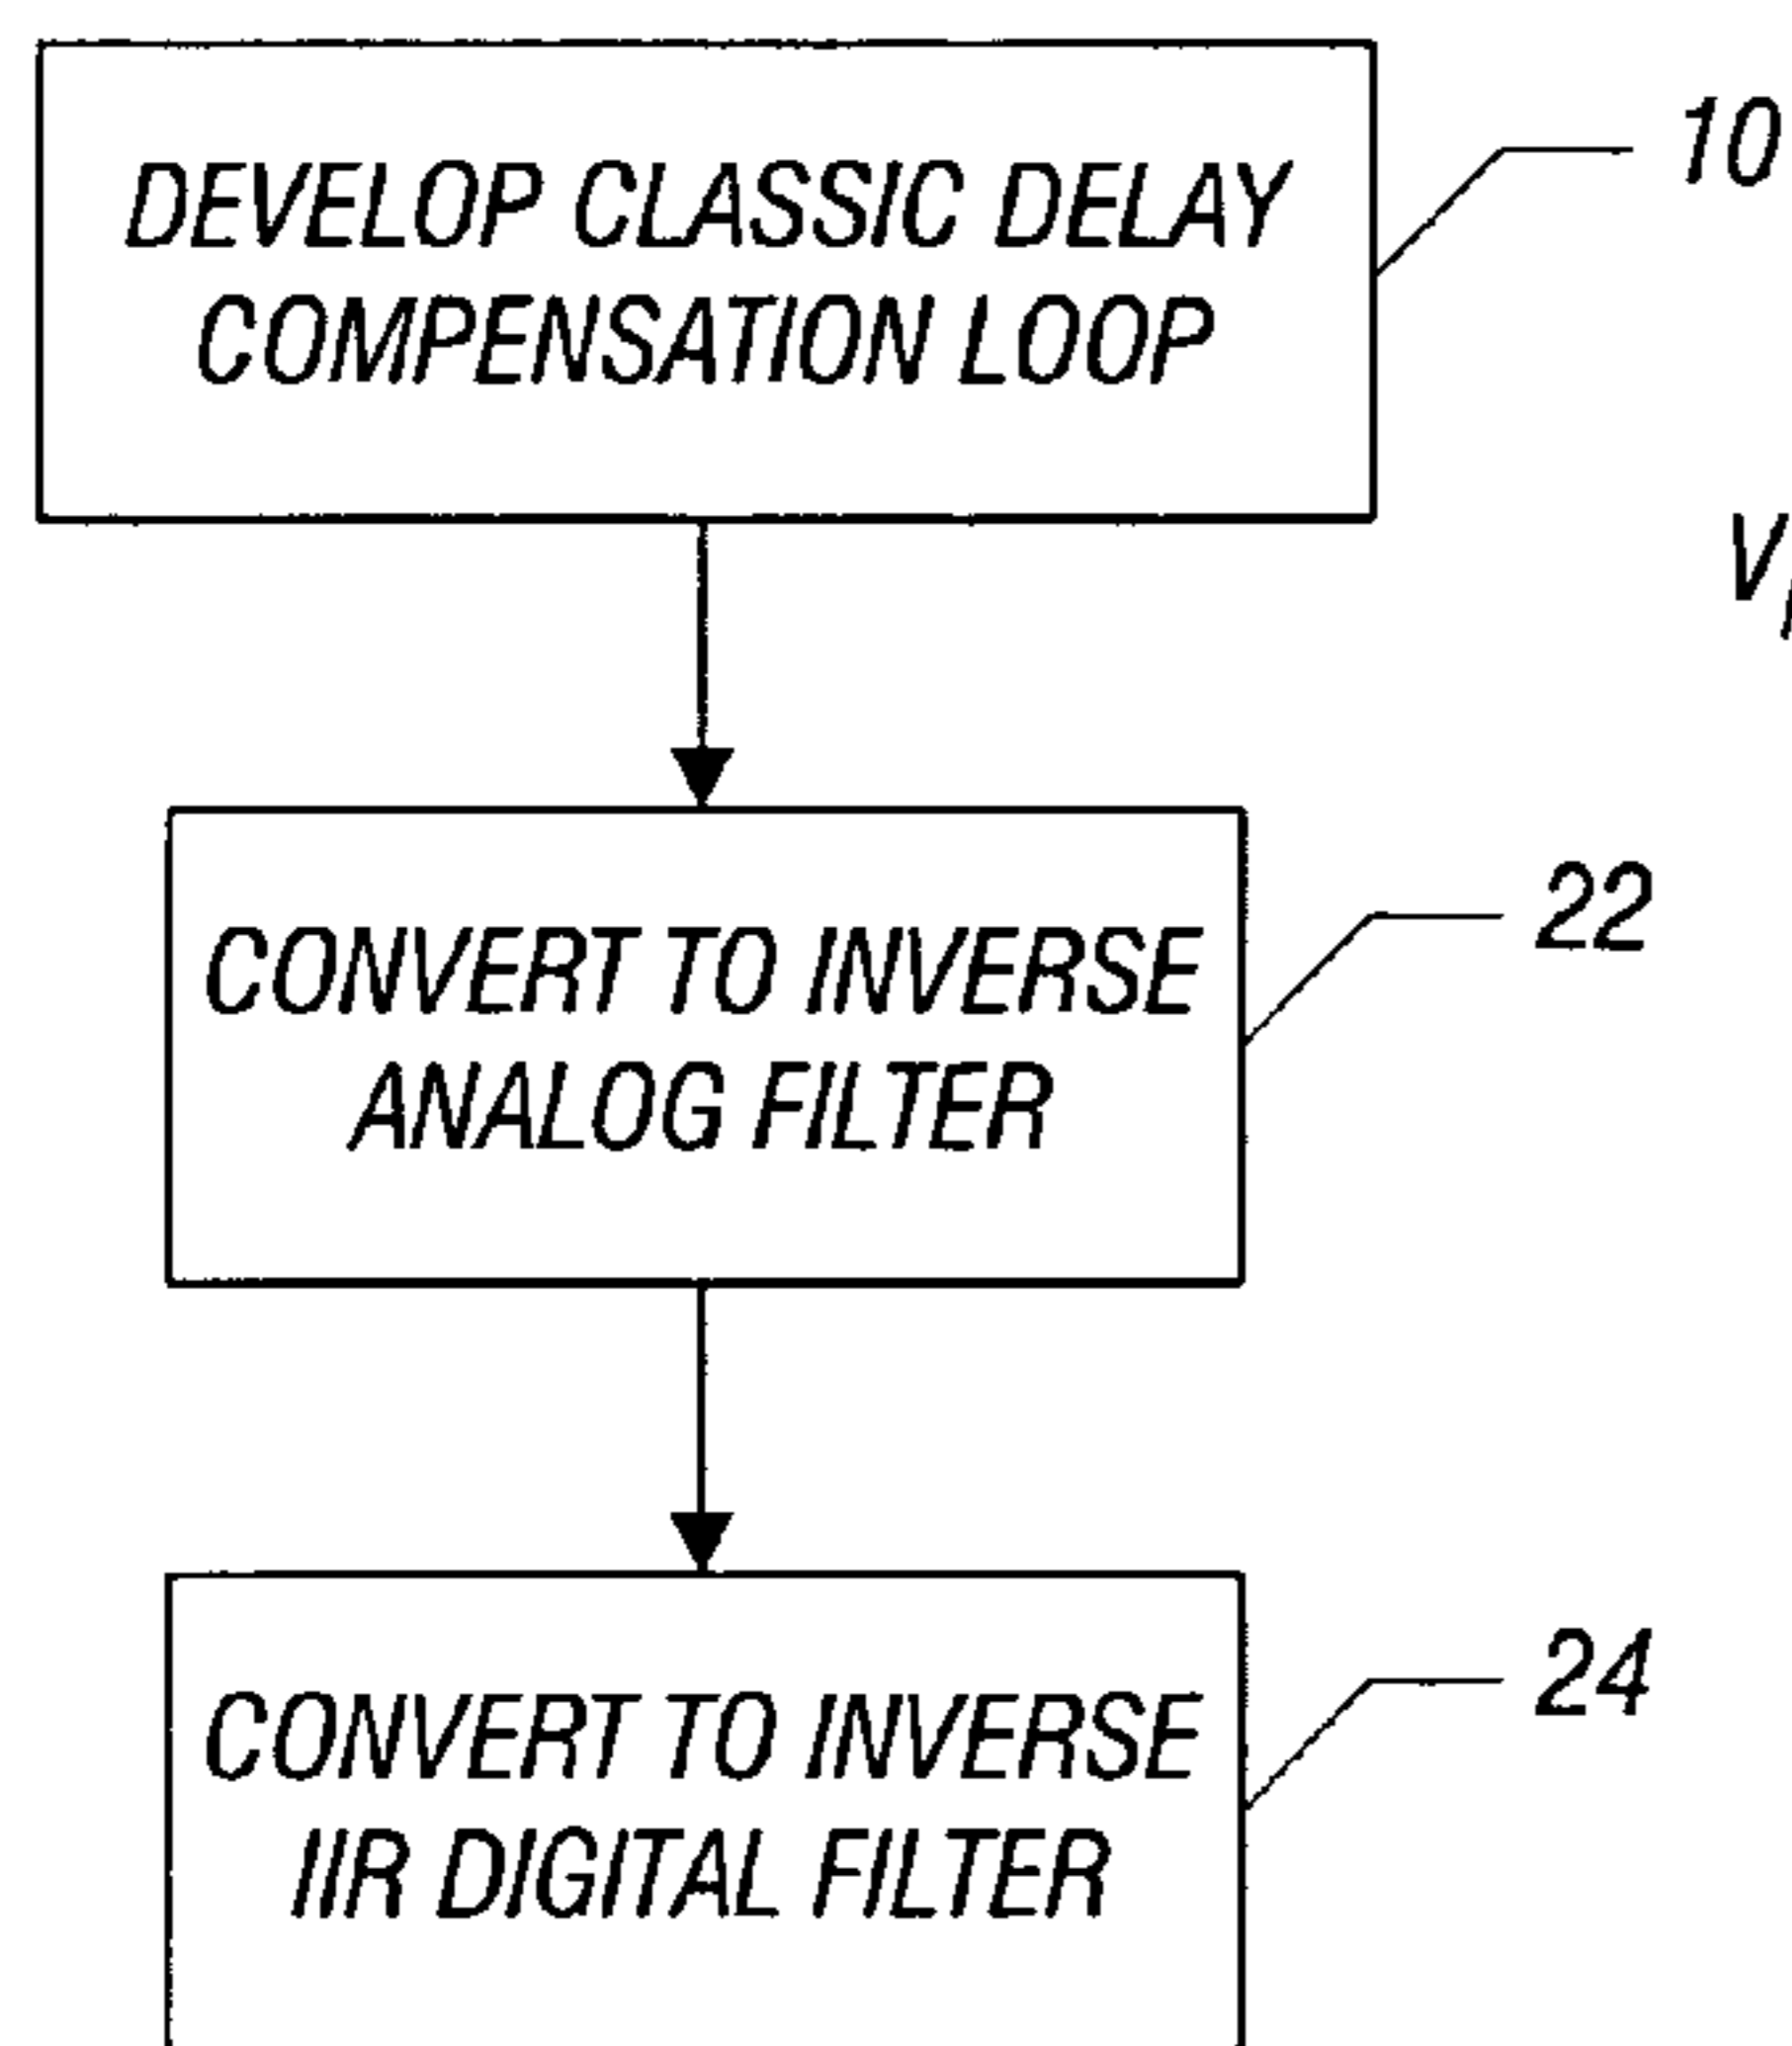 DEVELOP CLASSIC DELAY
COMPENSATION LOOP
10
CONVERT TO INVERSE
ANALOG FILTER
22
CONVERT TO INVERSE
IIR DIGITAL FILTER
24